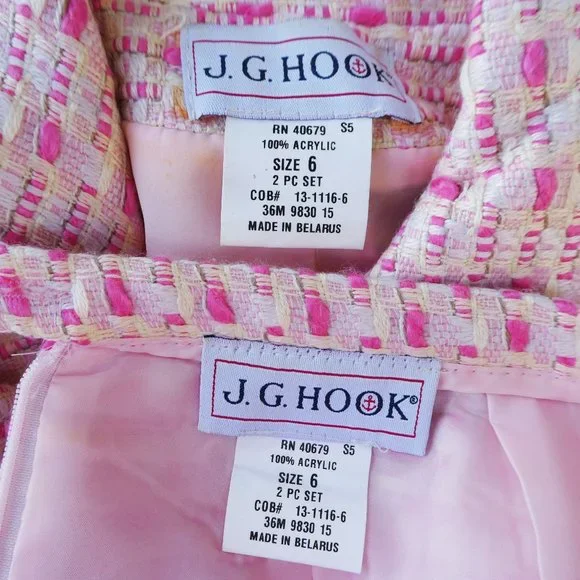 J. G. HOOK®
RN 40679 S5
100% ACRYLIC
SIZE 6
2 PC SET
COB# 13-1116-6
36M 9830 15
MADE IN BELARUS
J. G. HOOK®
RN 40679 S5
100% ACRYLIC
SIZE 6
2 PC SET
COB# 13-1116-6
36M 9830 15
MADE IN BELARUS